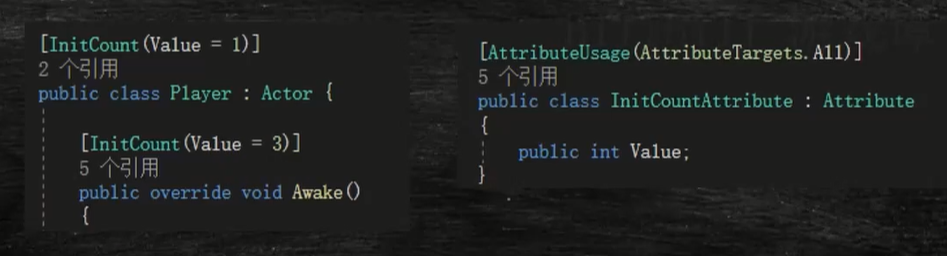 [InitCount(Value = 1)]
2 个引用
public class Player : Actor {
[InitCount(Value = 3)]
5 个引用
public override void Awake()
{
[AttributeUsage(AttributeTargets.All)]
5 个引用
public class InitCountAttribute : Attribute
{
public int Value;
}